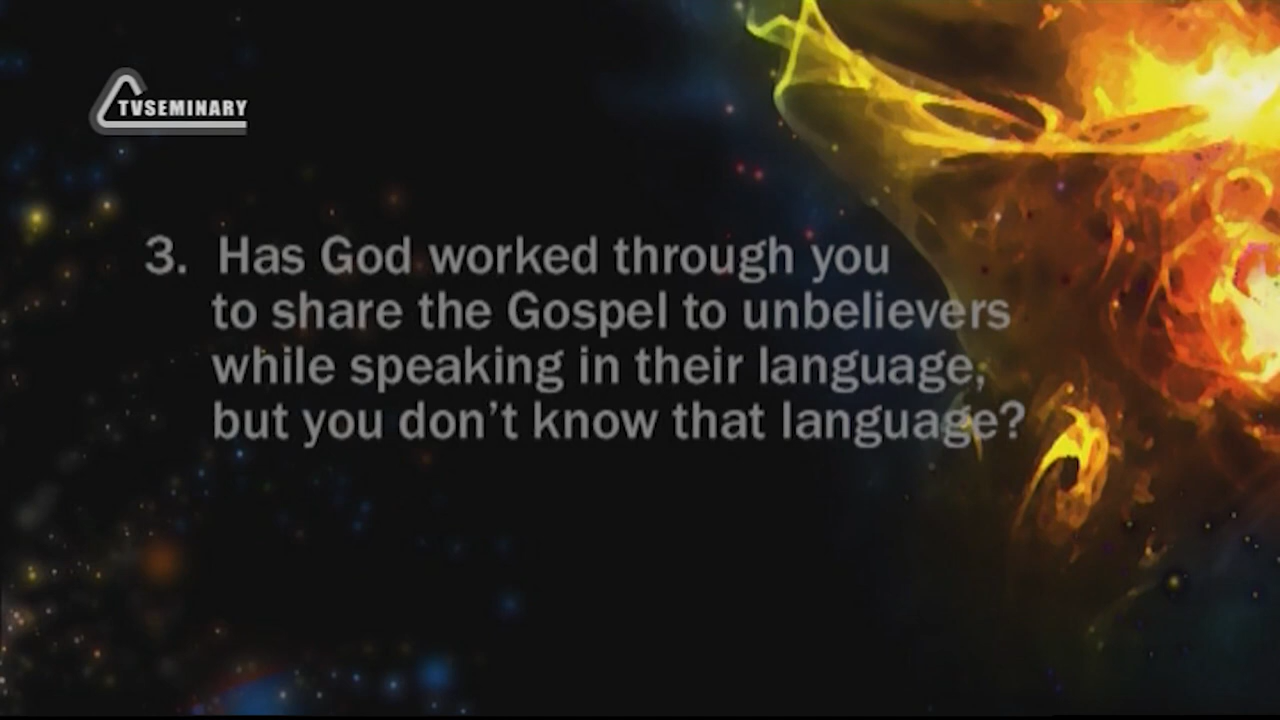 TVSEMINARY
3. Has God worked through you
to share the Gospel to unbelievers
while speaking in their language,
but you don't know that language?